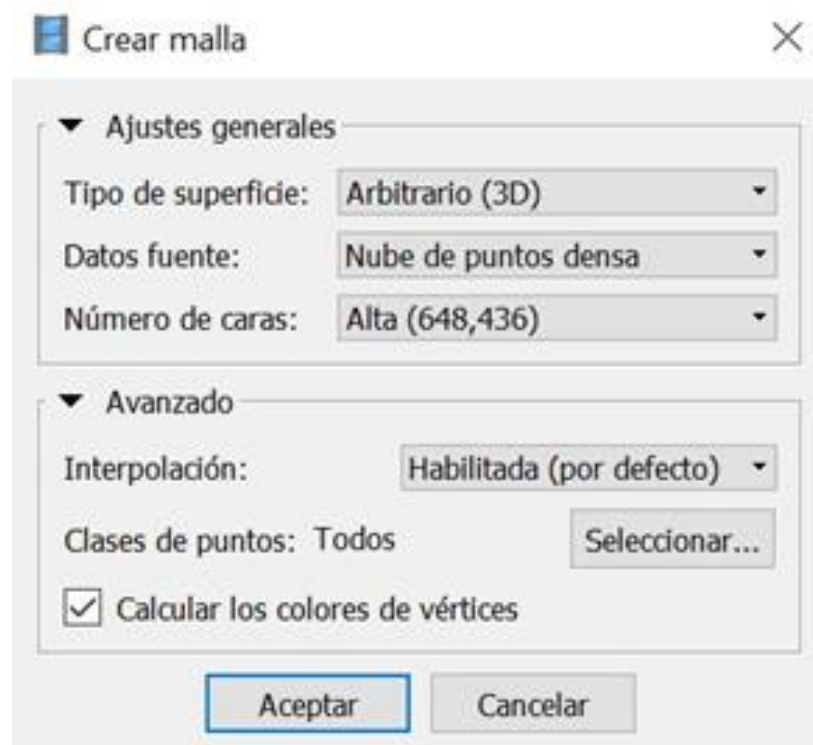 Crear malla
Ajustes generales
Tipo de superficie: Arbitrario (3D)
Datos fuente: Nube de puntos densa
Número de caras: Alta (648,436)
Avanzado
Interpolación: Habilitada (por defecto)
Clases de puntos: Todos Seleccionar...
Calcular los colores de vértices
Aceptar Cancelar